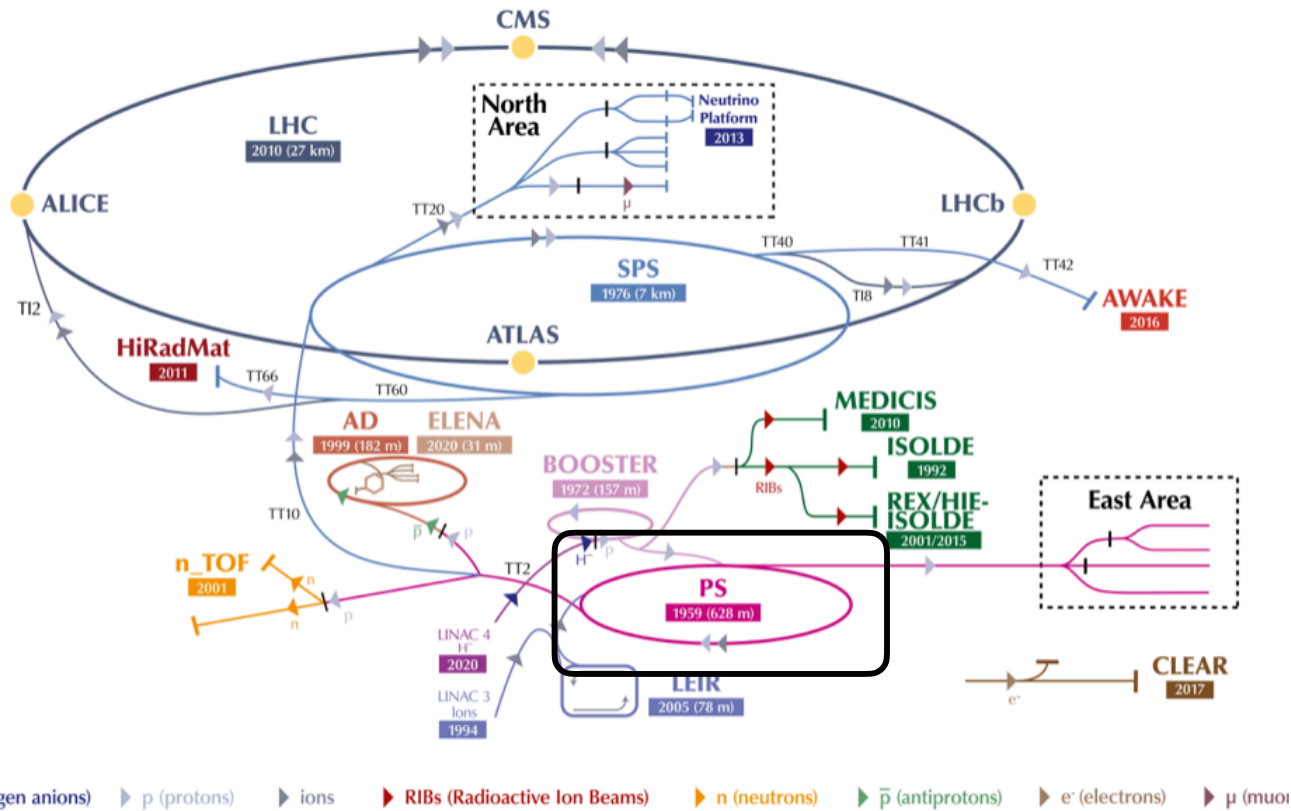 CMS
North
Area
Neutrino
Platform
2013
LHC
2010 (27 km)
ALICE
LHCb
μ
TT20
TT40
TT41
TT42
SPS
1976 (7 km)
TI8
TI2
AWAKE
2016
ATLAS
HiRadMat
2011
TT66
TT60
MEDICIS
2010
AD
1999 (182 m)
ELENA
2020 (31 m)
ISOLDE
1992
BOOSTER
1972 (157 m)
RIBs
REX/HIE-
ISOLDE
2001/2015
East Area
TT10
p̅
p
H⁻
p
n_TOF
2001
n
n
p
TT2
PS
1959 (628 m)
LINAC 4
H⁻
2020
LINAC 3
Ions
1994
LEIR
2005 (78 m)
CLEAR
2017
e⁻
gen anions)
p (protons)
ions
RIBs (Radioactive Ion Beams)
n (neutrons)
p̅ (antiprotons)
e⁻ (electrons)
μ (muor